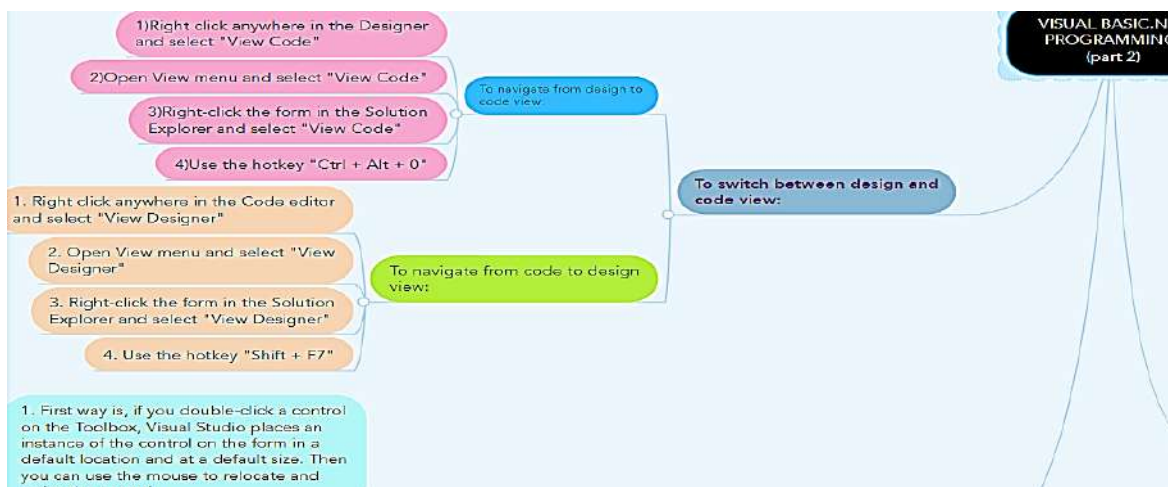 1)Right click anywhere in the Designer
and select "View Code"
2)Open View menu and select "View Code"
3)Right-click the form in the Solution
Explorer and select "View Code"
4)Use the hotkey "Ctrl + Alt + 0"
To navigate from design to
code view:
1. Right click anywhere in the Code editor
and select "View Designer"
2. Open View menu and select "View
Designer"
3. Right-click the form in the Solution
Explorer and select "View Designer"
4. Use the hotkey "Shift + F7"
To navigate from code to design
view:
To switch between design and
code view:
VISUAL BASIC.N
PROGRAMMING
(part 2)
1. First way is, if you double-click a control
on the Toolbox, Visual Studio places an
instance of the control on the form in a
default location and at a default size. Then
you can use the mouse to relocate and